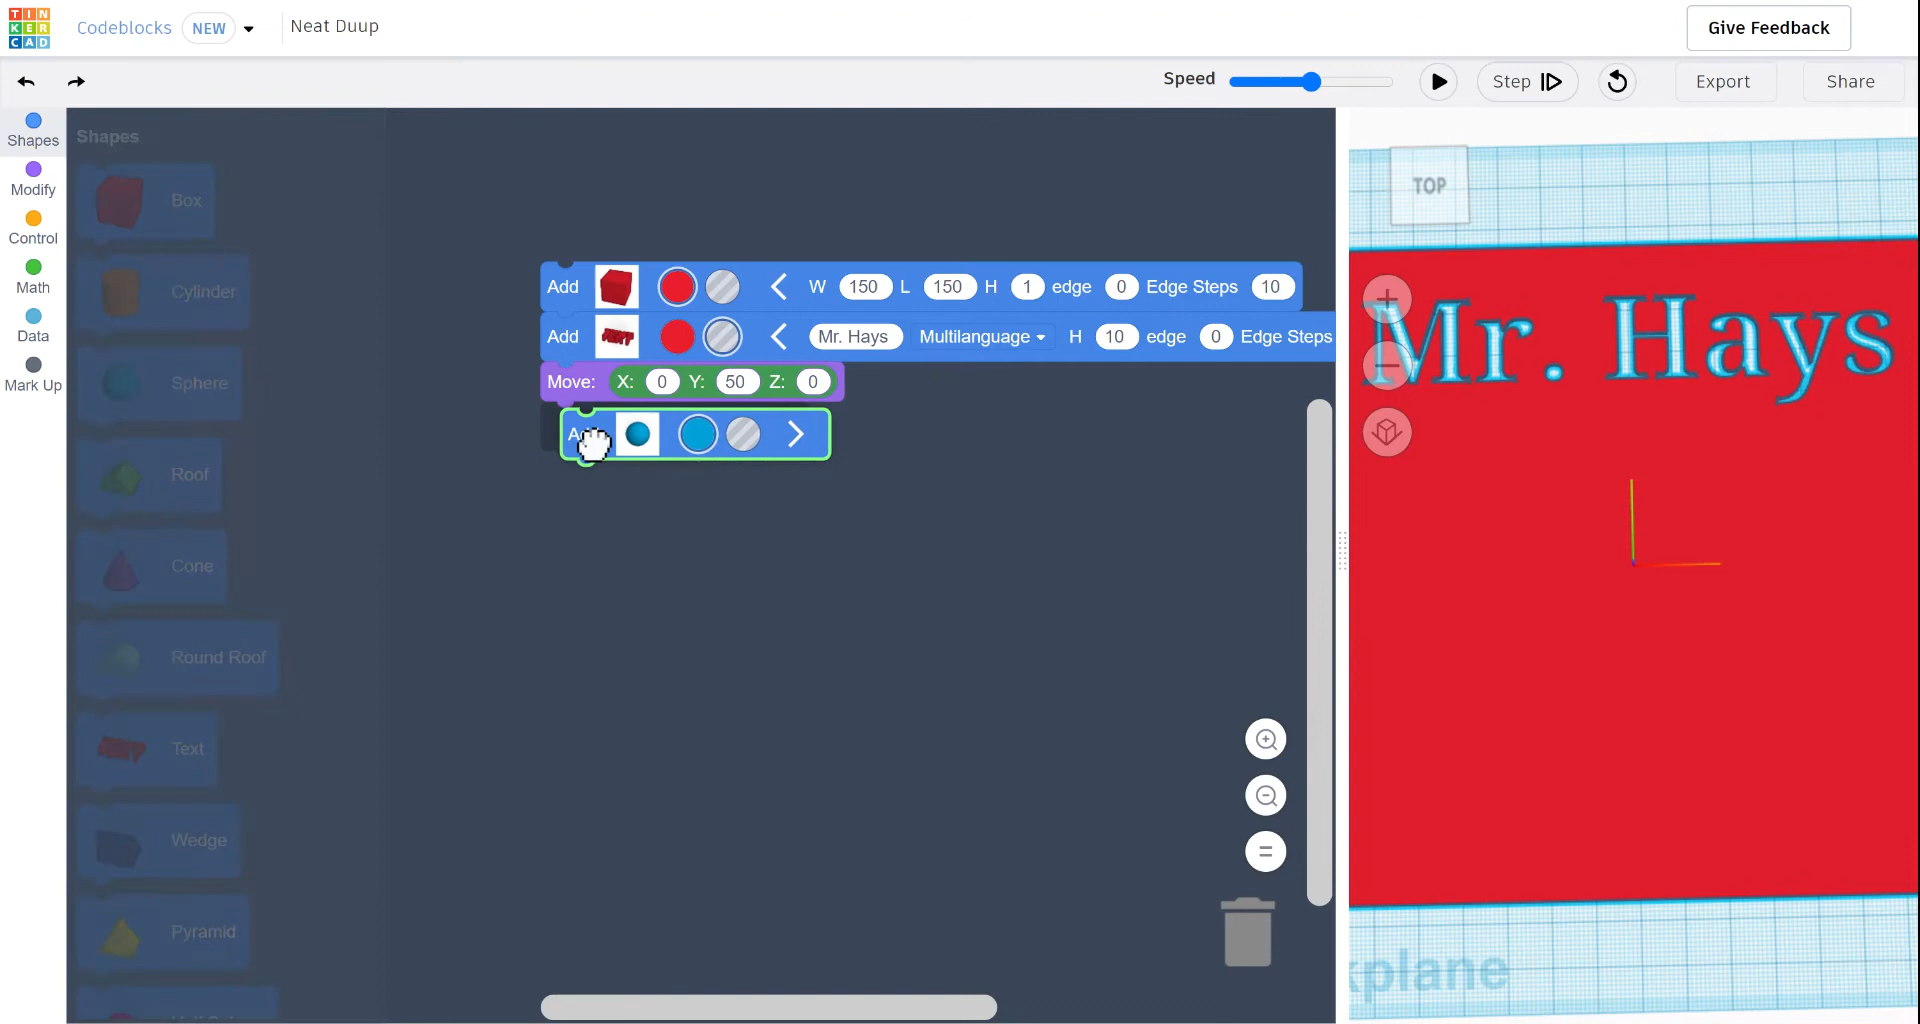 TIN
KER
CAD
Codeblocks NEW
Neat Duup
Give Feedback
Speed
Step
Export
Share
Shapes
Modify
Control
Math
Data
Mark Up
Shapes
Box
Cylinder
Sphere
Roof
Cone
Round Roof
Text
Wedge
Pyramid
Add W 150 L 150 H 1 edge 0 Edge Steps 10
Add Mr. Hays Multilanguage H 10 edge 0 Edge Steps
Move: X: 0 Y: 50 Z: 0
TOP
Mr. Hays
kplane